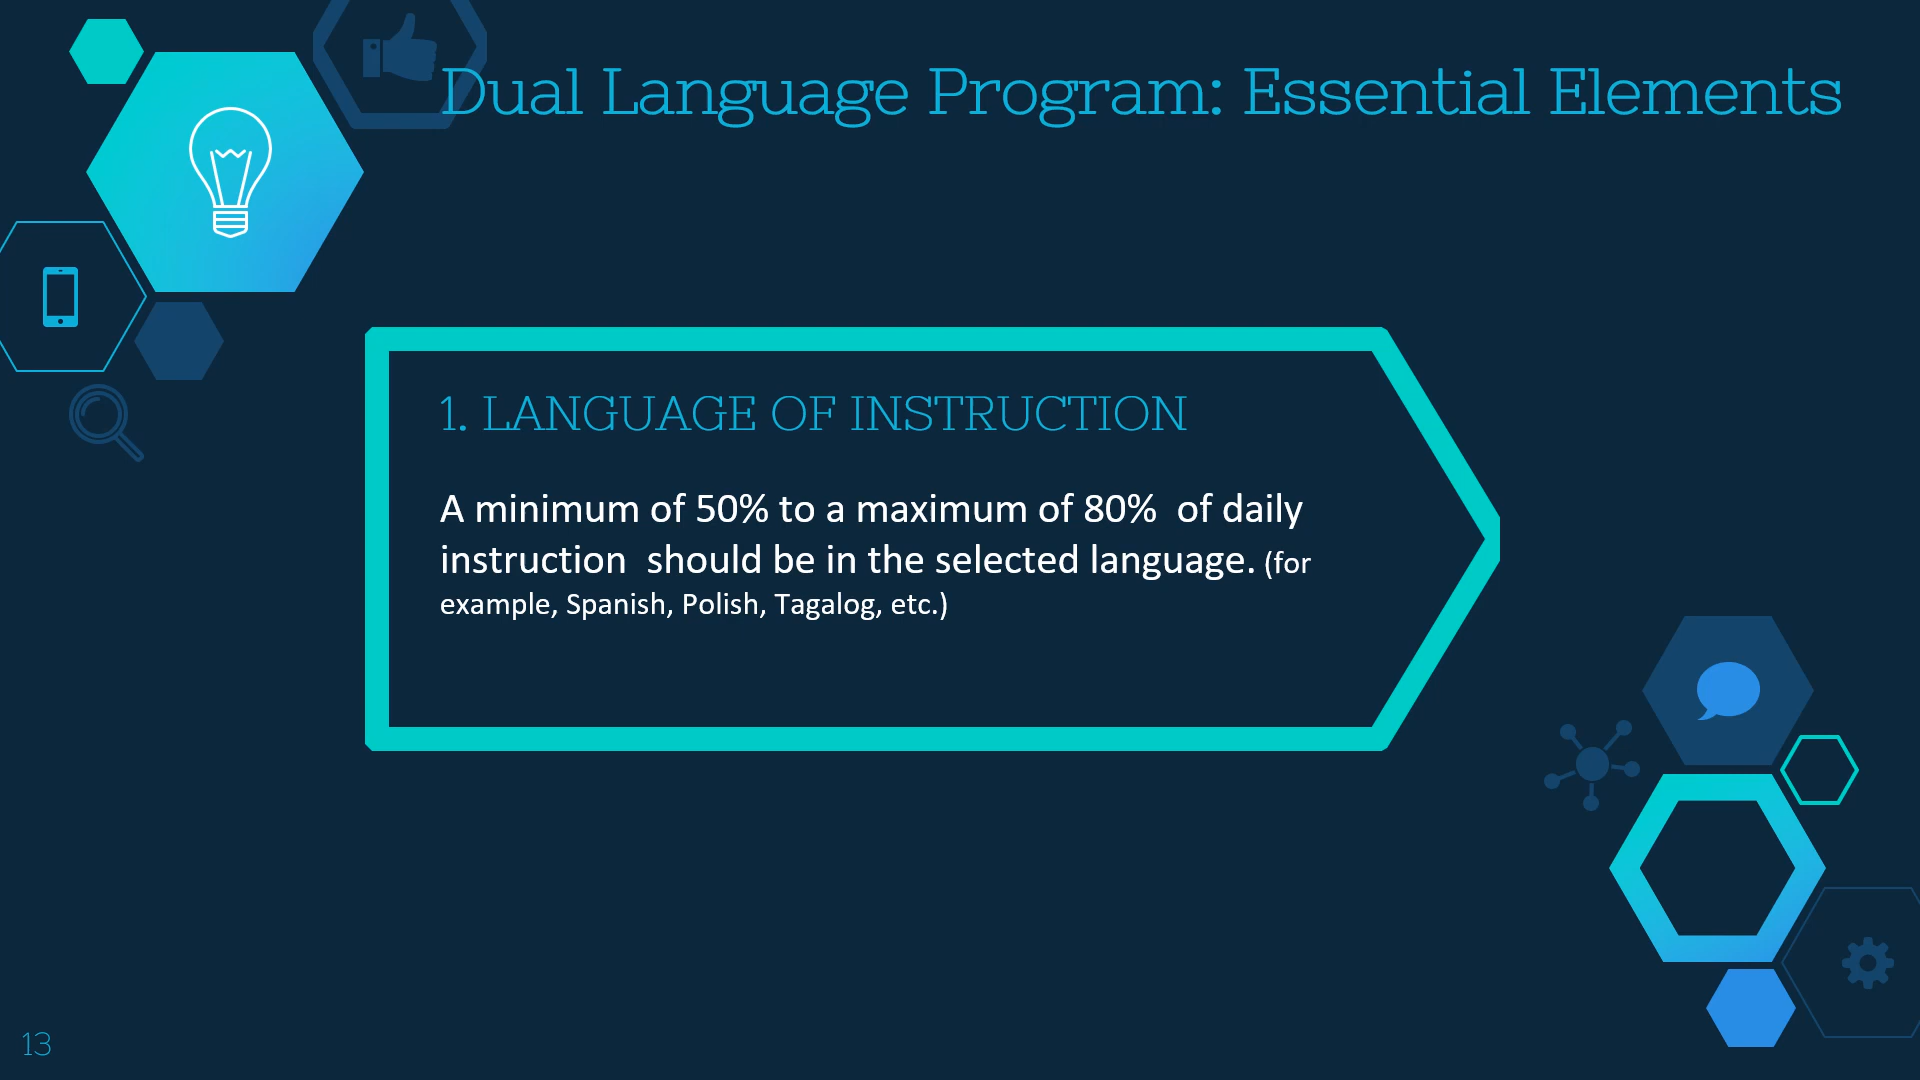 Dual Language Program: Essential Elements
1. LANGUAGE OF INSTRUCTION
A minimum of 50% to a maximum of 80%  of daily
instruction  should be in the selected language. (for
example, Spanish, Polish, Tagalog, etc.)
13